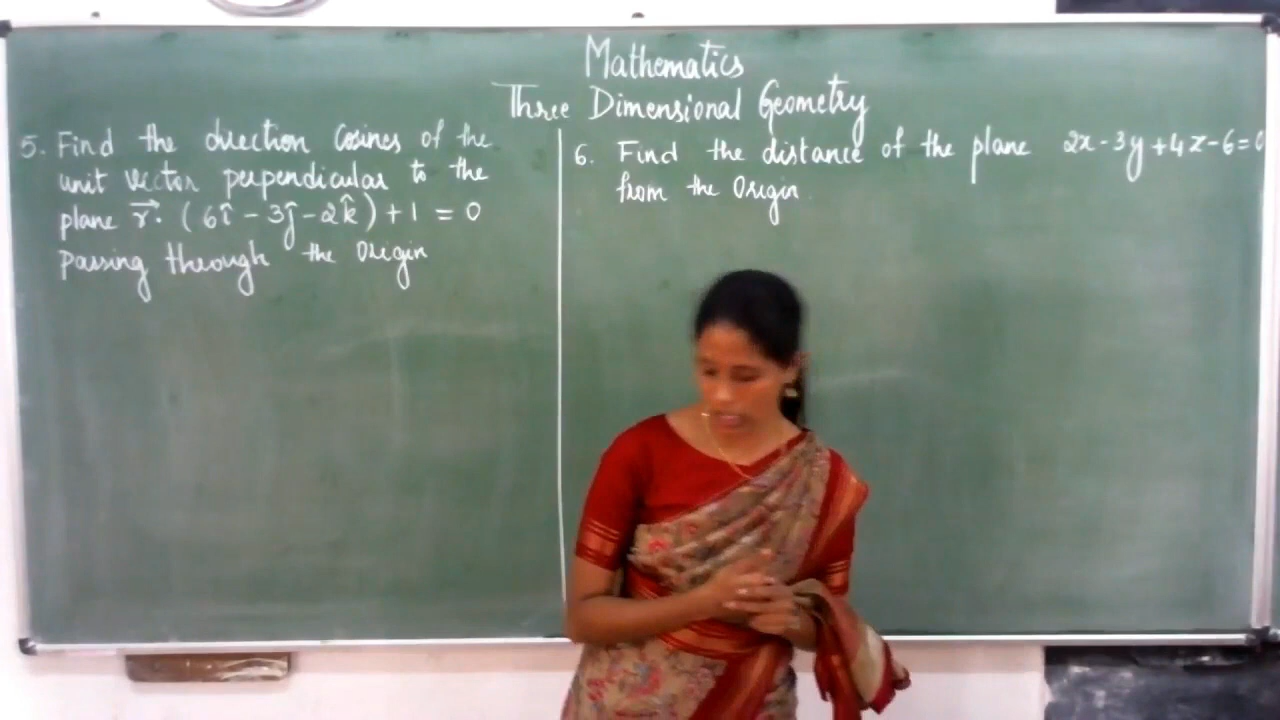 Mathematics
Three Dimensional Geometry
5. Find the direction Cosines of the
unit vector perpendicular to the
plane r⃗. (6î - 3ĵ - 2k̂) + 1 = 0
passing through the Origin
6. Find the distance of the plane 2x - 3y + 4z - 6 = 0
from the Origin.